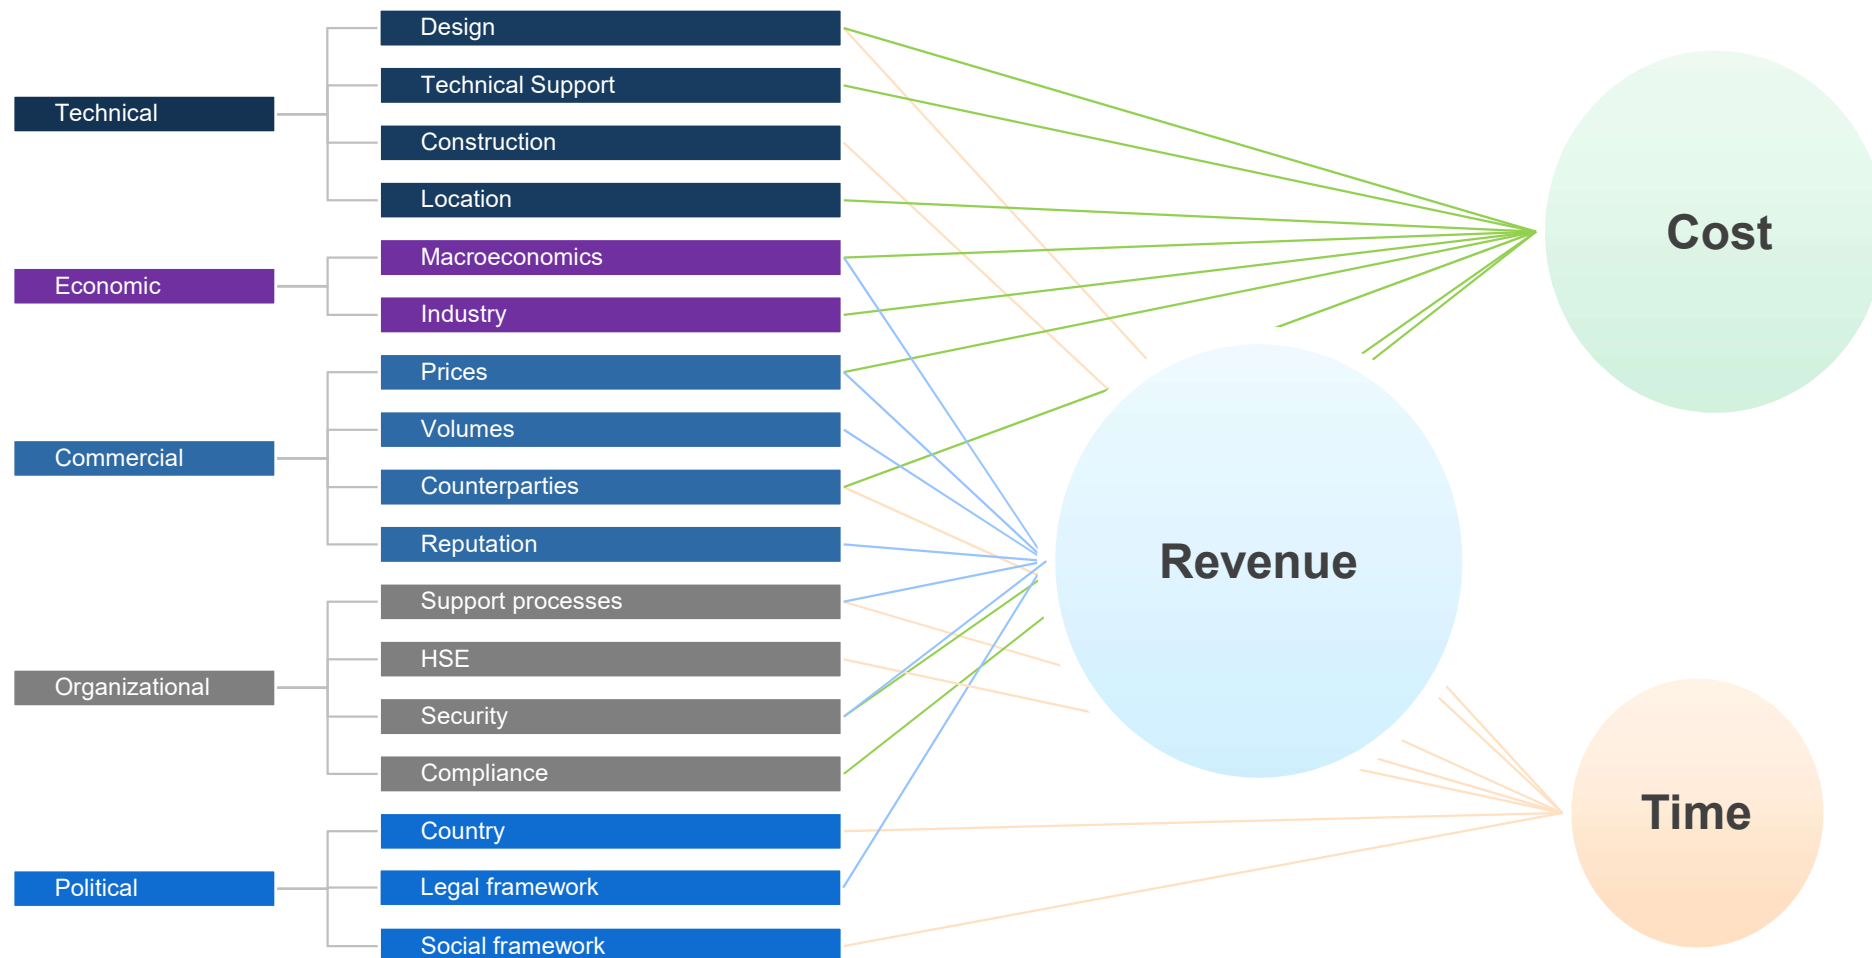 Technical
Design
Technical Support
Construction
Location
Economic
Macroeconomics
Industry
Commercial
Prices
Volumes
Counterparties
Reputation
Organizational
Support processes
HSE
Security
Compliance
Political
Country
Legal framework
Social framework
Cost
Revenue
Time